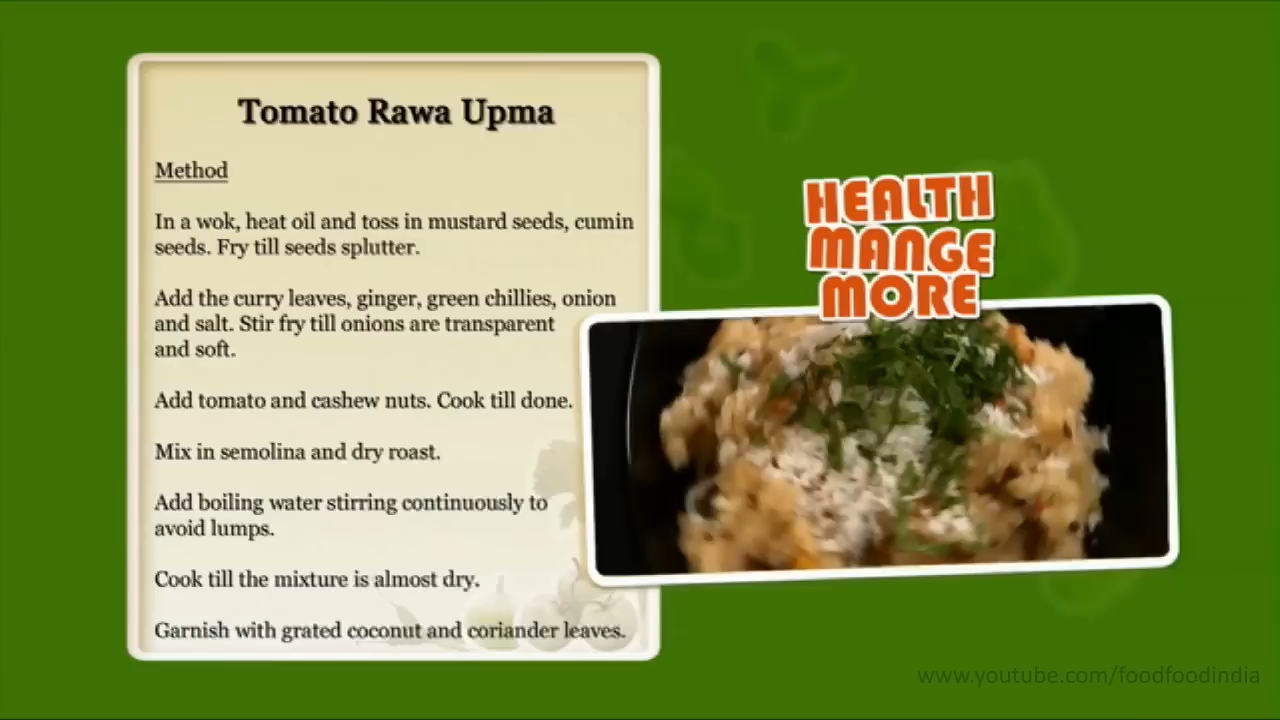 Tomato Rawa Upma
Method
In a wok, heat oil and toss in mustard seeds, cumin
seeds. Fry till seeds splutter.
Add the curry leaves, ginger, green chillies, onion
and salt. Stir fry till onions are transparent
and soft.
Add tomato and cashew nuts. Cook till done.
Mix in semolina and dry roast.
Add boiling water stirring continuously to
avoid lumps.
Cook till the mixture is almost dry.
Garnish with grated coconut and coriander leaves.
HEALTH
MANGE
MORE
www.youtube.com/foodfoodindia